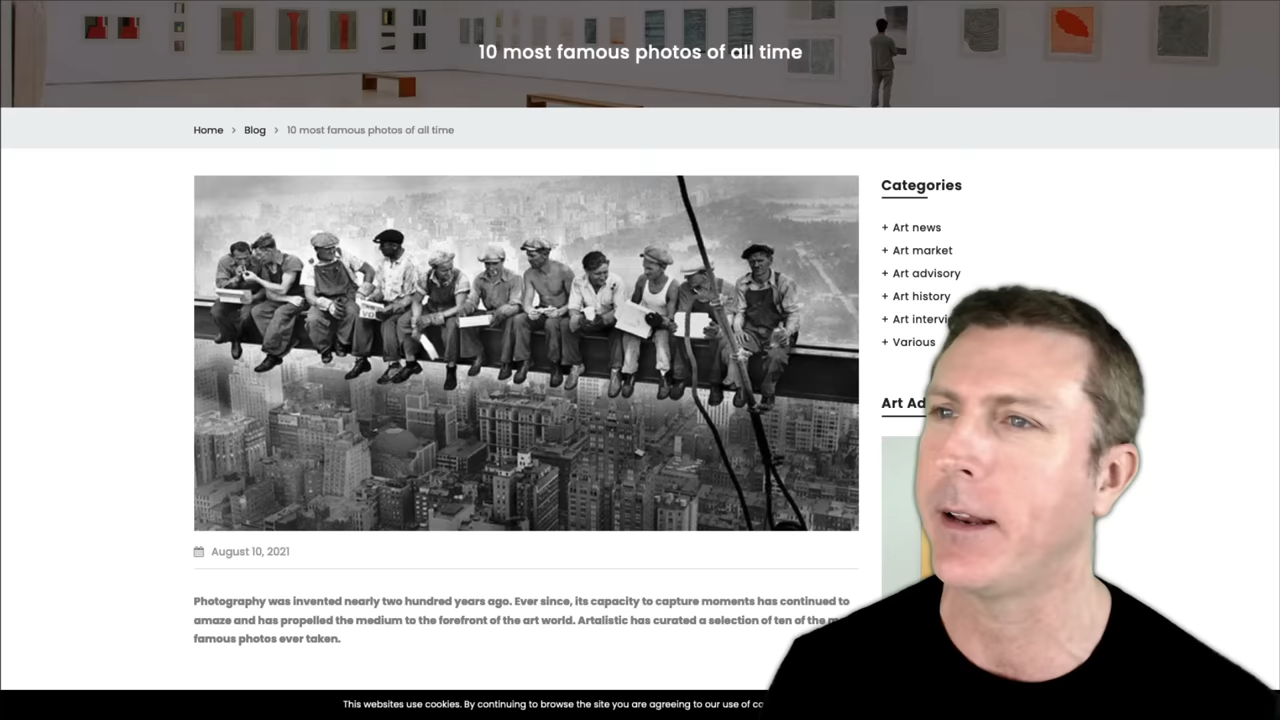 10 most famous photos of all time
Home > Blog > 10 most famous photos of all time
Categories
+ Art news
+ Art market
+ Art advisory
+ Art history
+ Art
+ Various
Art
August 10, 2021
Photography was invented nearly two hundred years ago. Ever since, its capacity to capture moments has continued to
amaze and has propelled the medium to the forefront of the art world. Artalistic has curated a selection of ten of the
famous photos ever taken.
This websites use cookies. By continuing to browse the site you are agreeing to our use of